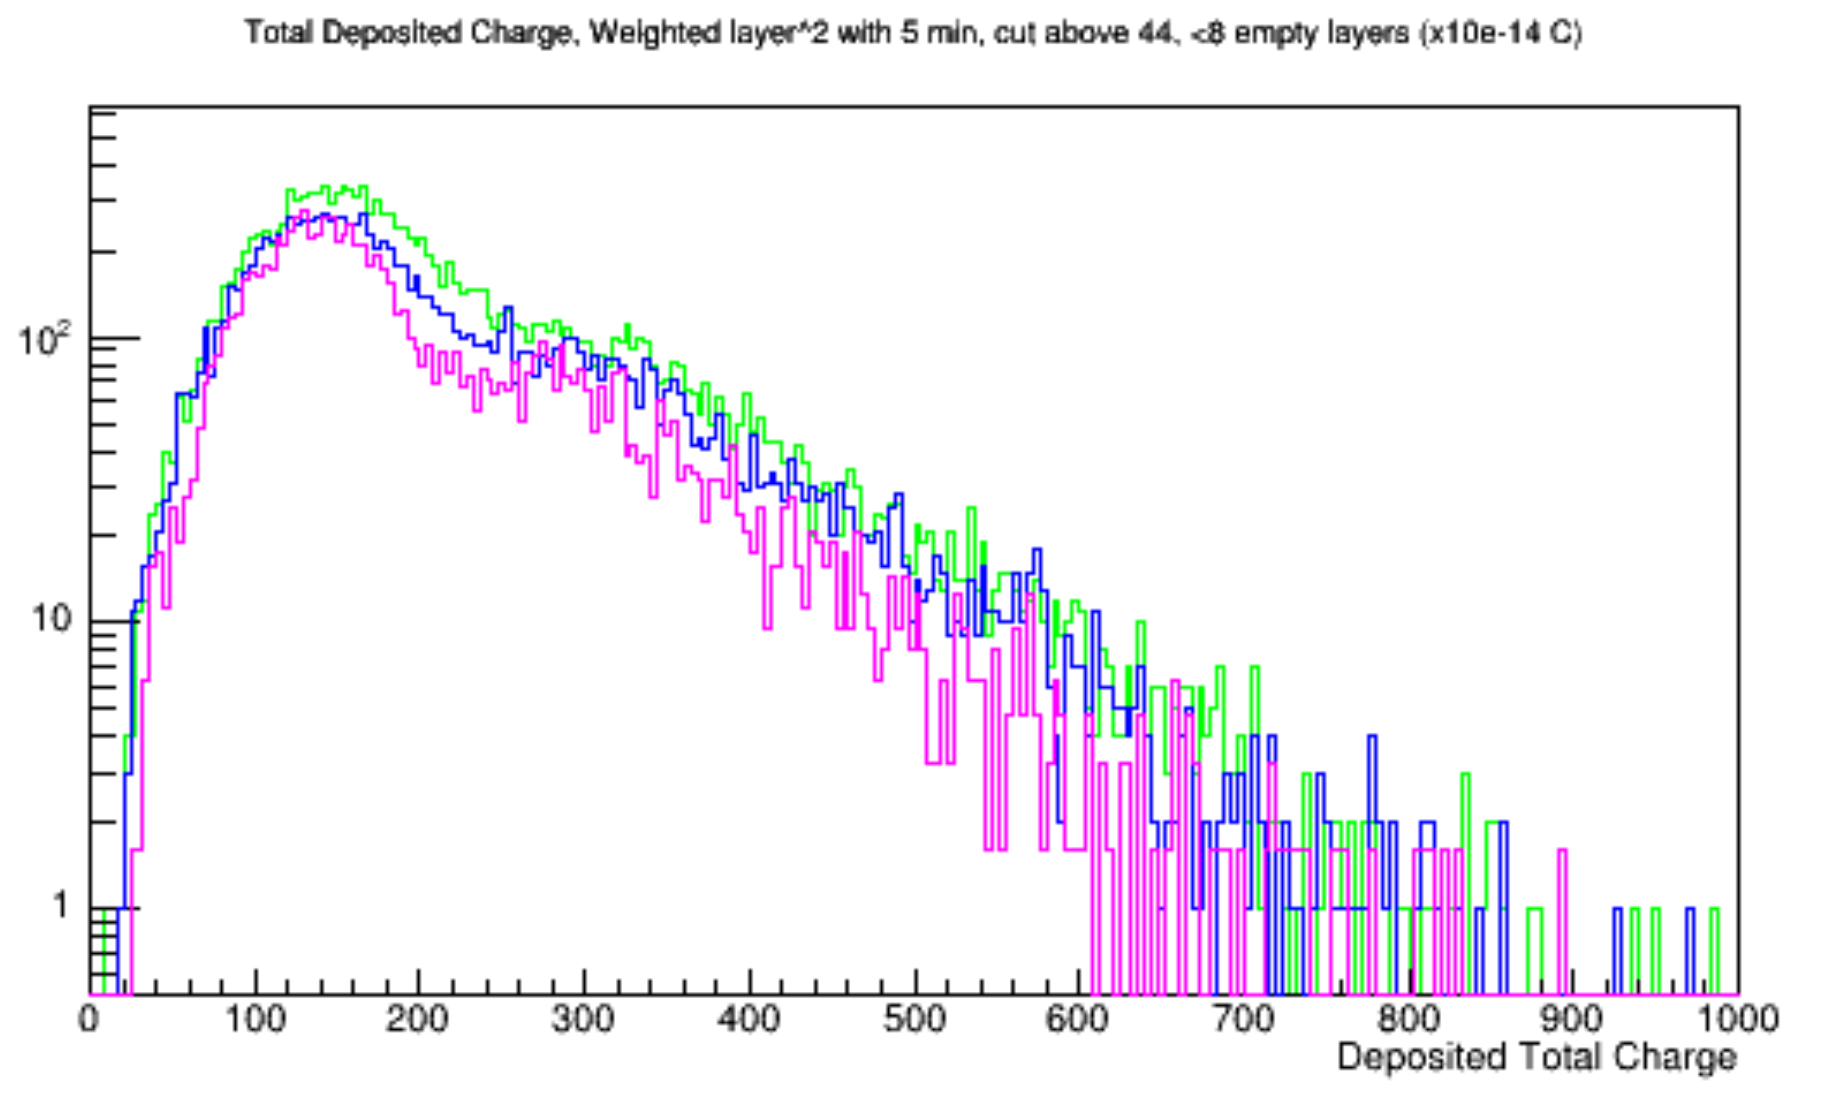 Total Deposited Charge, Weighted layer^2 with 5 min, cut above 44, <8 empty layers (x10e-14 C)
10²
10
1
0 100 200 300 400 500 600 700 800 900 1000
Deposited Total Charge